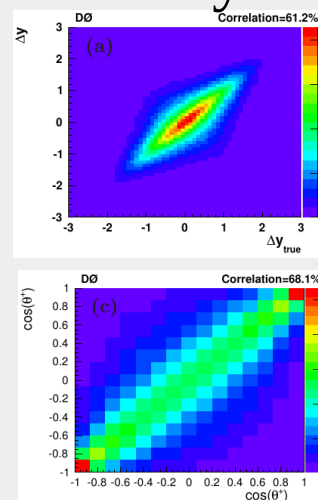 y
DØ Correlation=61.2%
Δy
(a)
3
2
1
0
-1
-2
-3
-3 -2 -1 0 1 2 3
Δy_true
DØ Correlation=68.1%
cos(θ⁺)
(c)
1
0.8
0.6
0.4
0.2
0
-0.2
-0.4
-0.6
-0.8
-1
-1 -0.8 -0.6 -0.4 -0.2 0 0.2 0.4 0.6 0.8 1
cos(θ⁺)